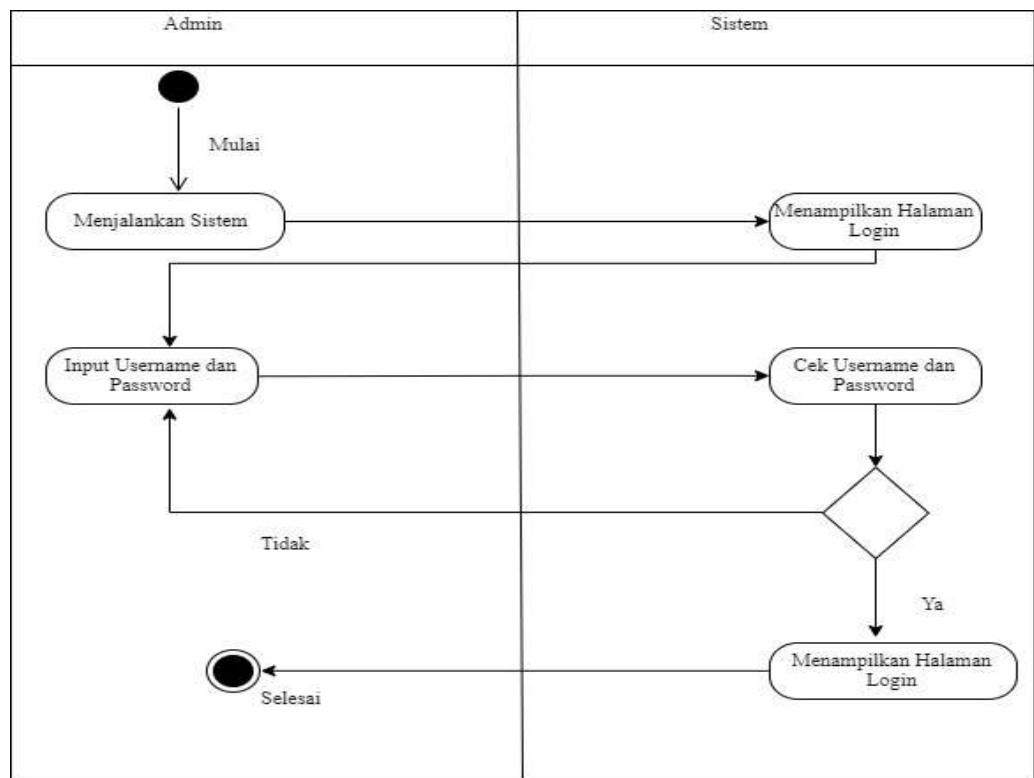 Admin
Sistem
Mulai
Menjalankan Sistem
Menampilkan Halaman
Login
Input Username dan
Password
Cek Username dan
Password
Tidak
Ya
Menampilkan Halaman
Login
Selesai